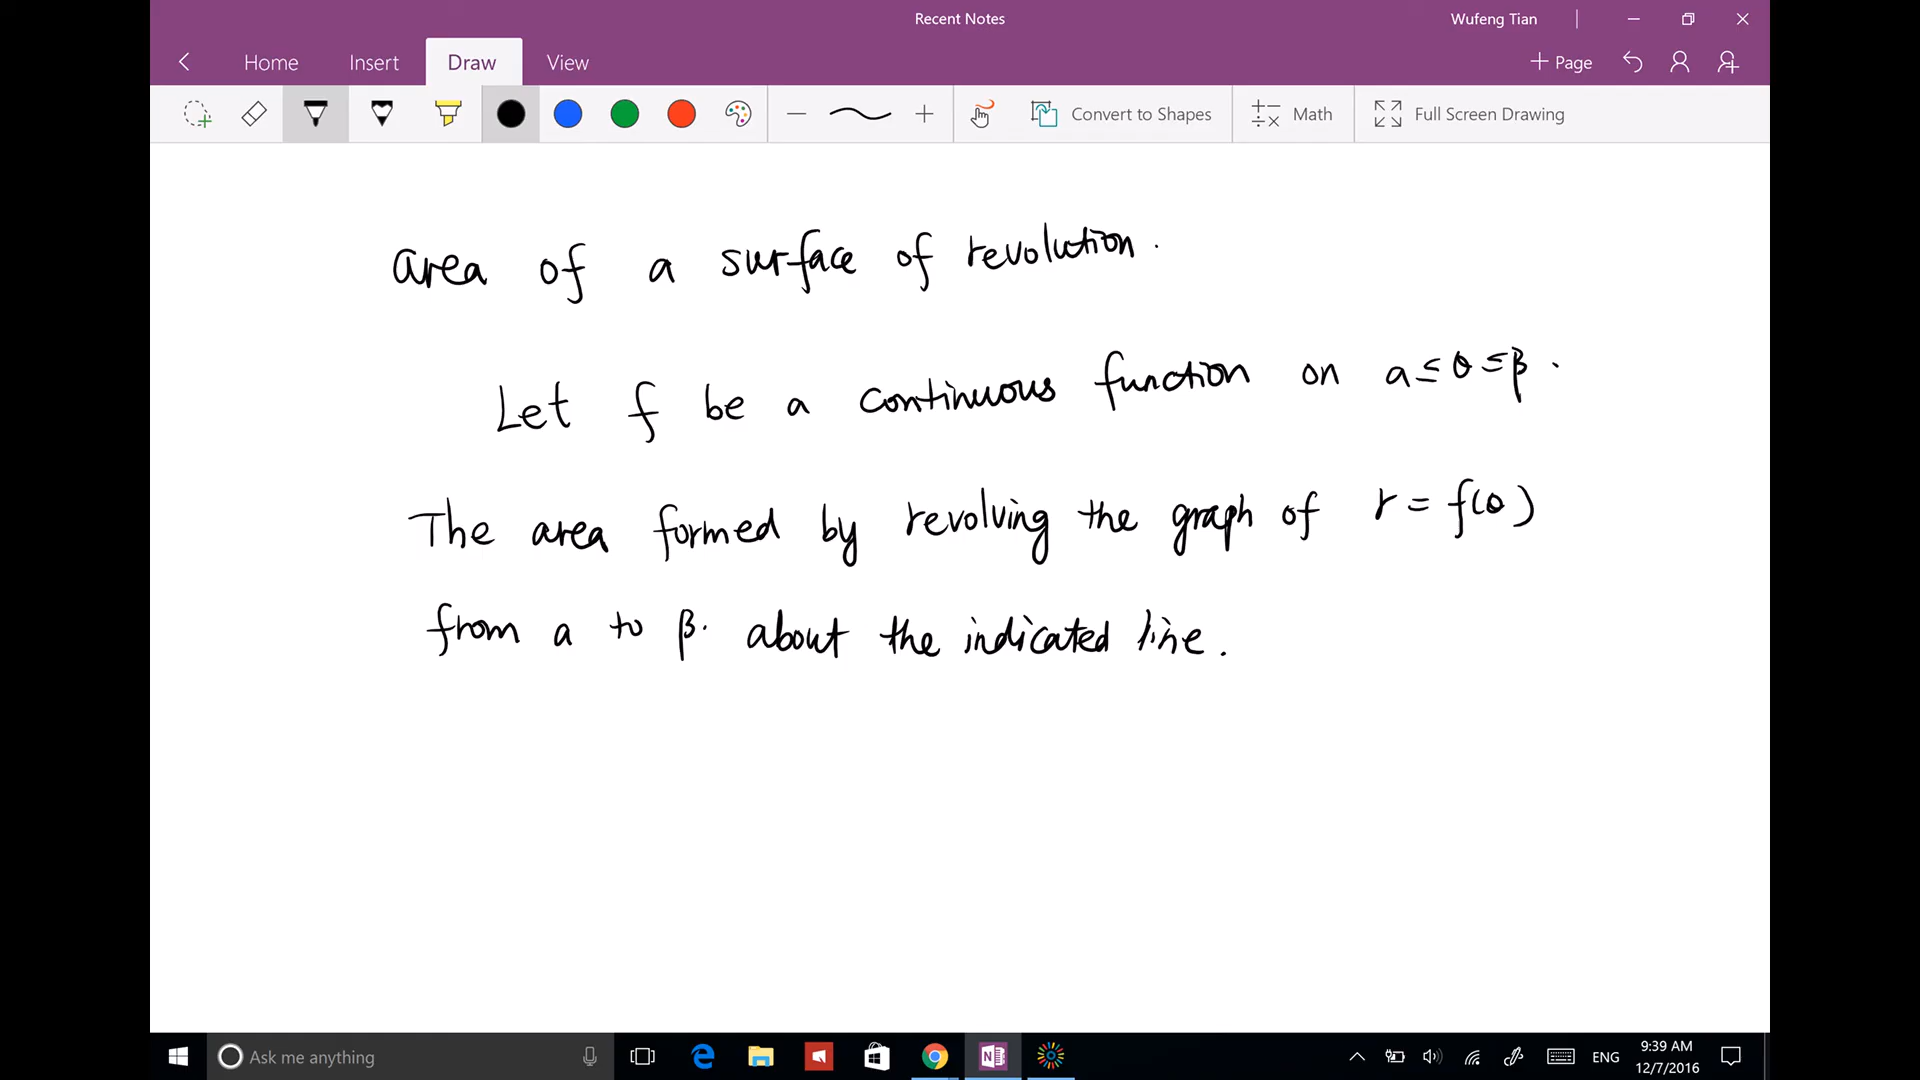 Recent Notes
Wufeng Tian
Home Insert Draw View
Page
Convert to Shapes
Math
Full Screen Drawing
area of a surface of revolution.
Let f be a continuous function on a ≤ θ ≤ β.
The area formed by revolving the graph of r = f(θ)
from a to β. about the indicated line.
Ask me anything
ENG
9:39 AM
12/7/2016